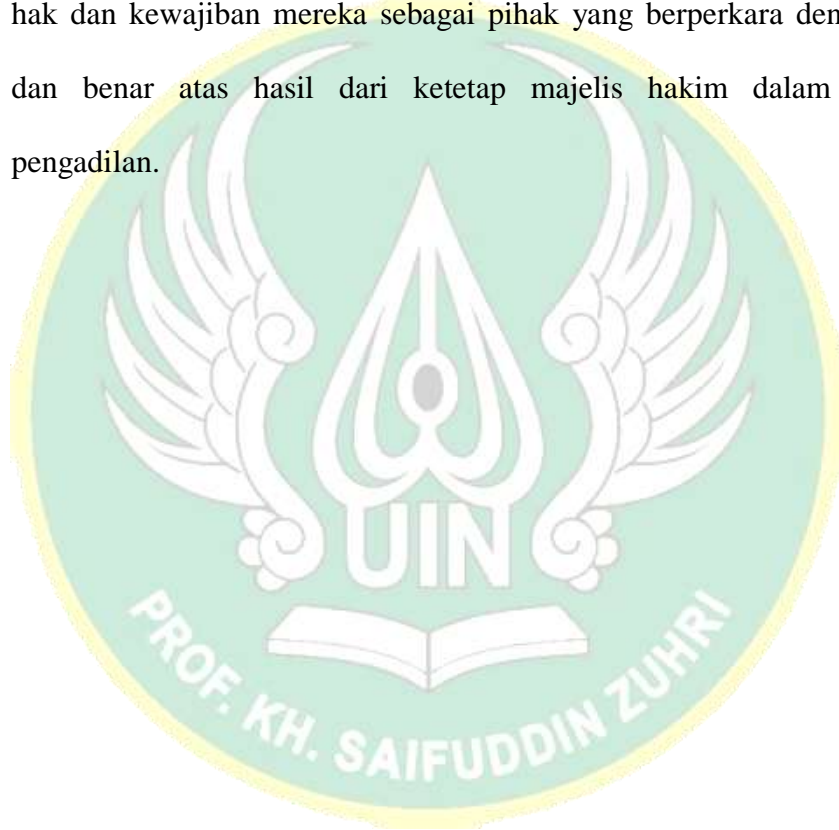 hak dan kewajiban mereka sebagai pihak yang berperkara den
dan benar atas hasil dari ketetap majelis hakim dalam
pengadilan.
UIN
PROF. KH. SAIFUDDIN ZUHRI